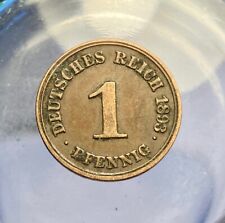 DEUTSCHES REICH 1893
1
· PFENNIG ·